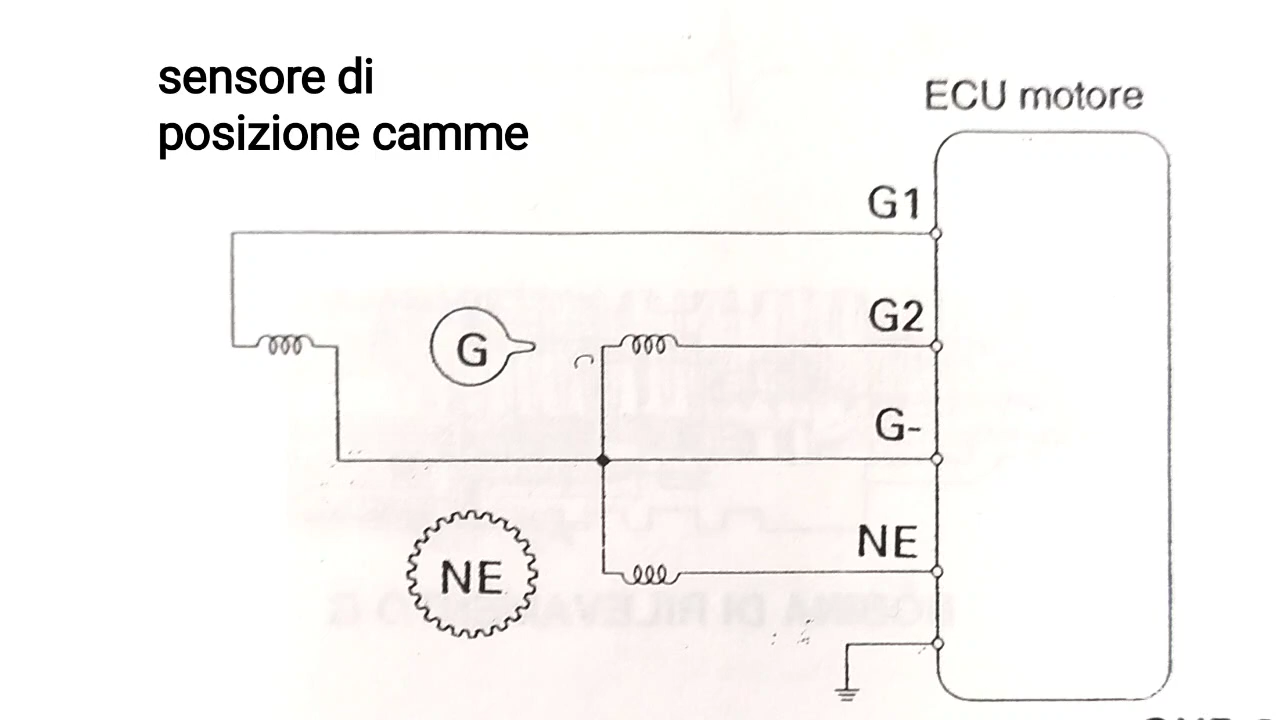 sensore di
posizione camme
ECU motore
G1
G2
G
G-
NE
NE